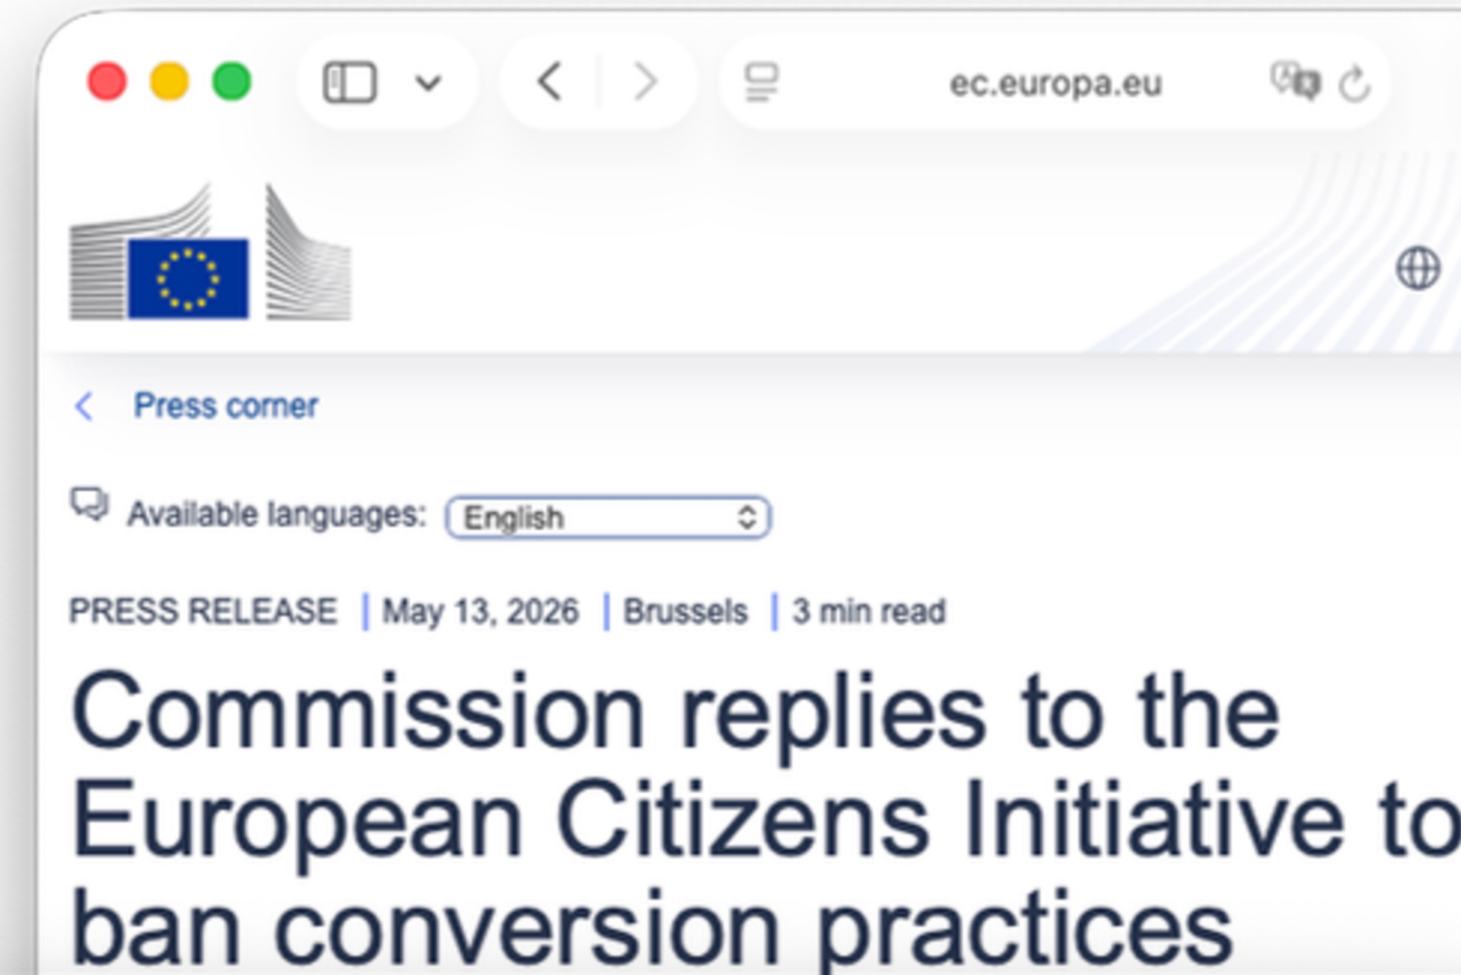 ec.europa.eu
Press corner
Available languages: English
PRESS RELEASE | May 13, 2026 | Brussels | 3 min read
Commission replies to the
European Citizens Initiative to
ban conversion practices